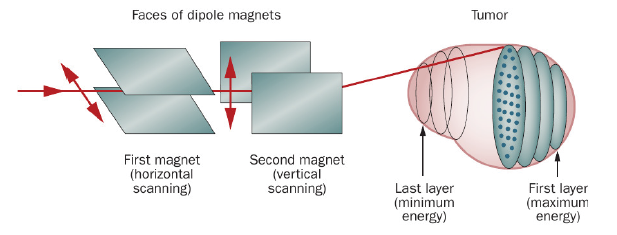 Faces of dipole magnets
Tumor
First magnet
(horizontal
scanning)
Second magnet
(vertical
scanning)
Last layer
(minimum
energy)
First layer
(maximum
energy)